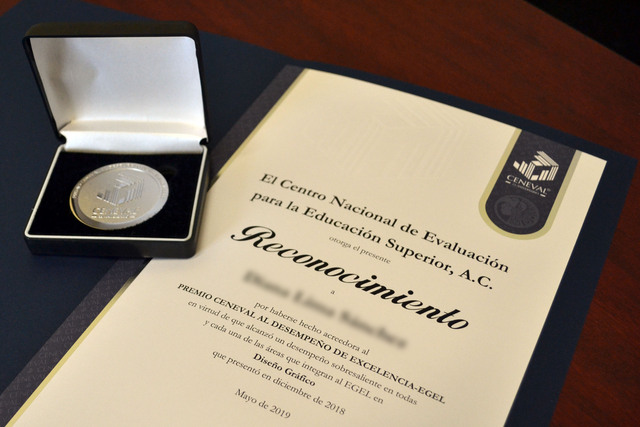 CENEVAL
El Centro Nacional de Evaluación
para la Educación Superior, A.C.
otorga el presente
Reconocimiento
a
por haberse hecho acreedora al
PREMIO CENEVAL AL DESEMPEÑO DE EXCELENCIA-EGEL
en virtud de que alcanzó un desempeño sobresaliente en todas
y cada una de las áreas que integran al EGEL en
Diseño Gráfico
que presentó en diciembre de 2018
Mayo de 2019
CENEVAL